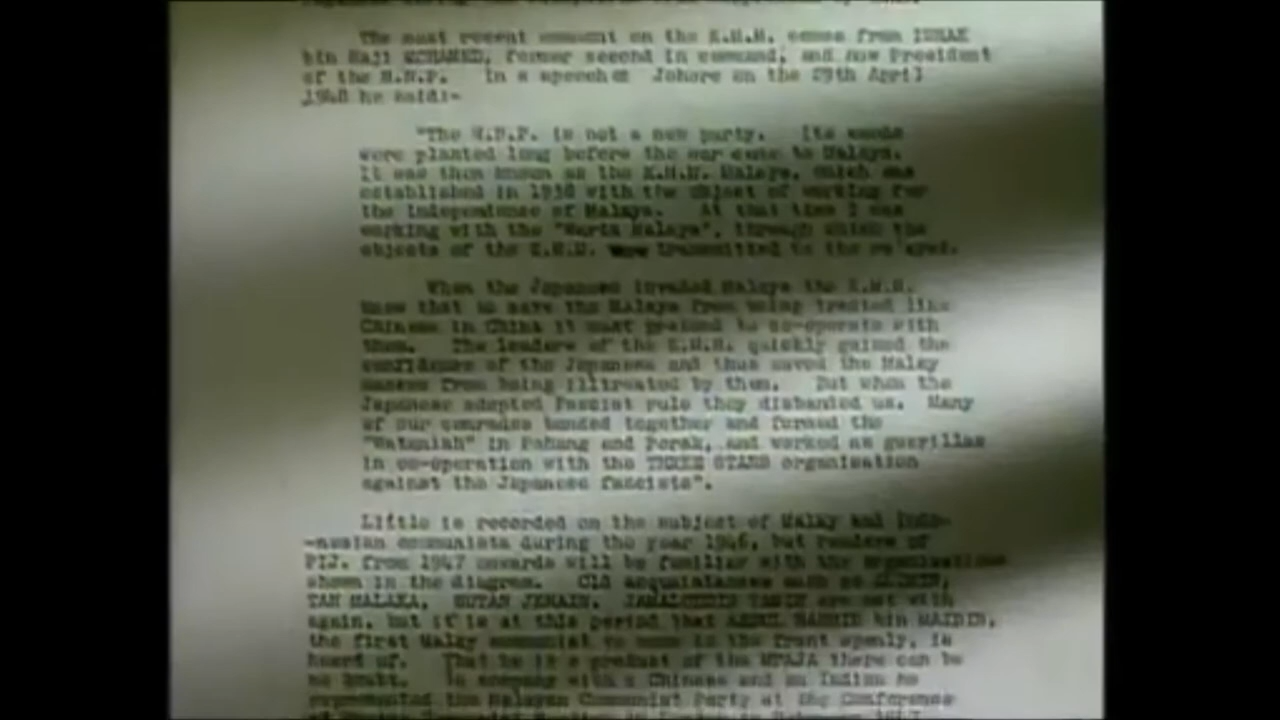 The most recent account on the K.M.M. comes from ISHAK
bin Haji MOHAMED, former second in command, and now President
of the M.N.P. In a speech Johore on the 29th April
1948 he said:-
"The M.N.P. is not a new party. Its seeds
were planted long before the war came to Malaya.
It was then known as the K.M.M. Malaya, which was
established in 1938 with the object of working for
the independence of Malaya. At that time I was
working with the "Warta Malaya", through which the
objects of the K.M.M. were transmitted to the
When the Japanese invaded Malaya the K.M.M.
knew that to save the Malays from being treated like
Chinese in China it must pretend to co-operate with
them. The leaders of the K.M.M. quickly gained the
confidence of the Japanese and thus saved the Malay
masses from being illtreated by them. But when the
Japanese adopted Fascist rule they disbanded us. Many
of our comrades banded together and formed the
"Wataniah" in Pahang and Perak, and worked as guerillas
in co-operation with the THREE STARS organisation
against the Japanese fascists".
Little is recorded on the subject of Malay and Indo-
-nesian communists during the year 1946, but readers of
PIJ. from 1947 onwards will be familiar with the organisations
shown in the diagram. Old acquaintances such as
TAN MALAKA, SUTAN JENAIN, JAMALUDDIN TAMIN are met with
again, but it is at this period that ABDUL RASHID bin MAIDIN,
the first Malay communist to come to the front openly, is
heard of. That he is a product of the MPAJA there can be
no doubt. In company with a Chinese and an Indian he
represented the Malayan Communist Party at the Conference